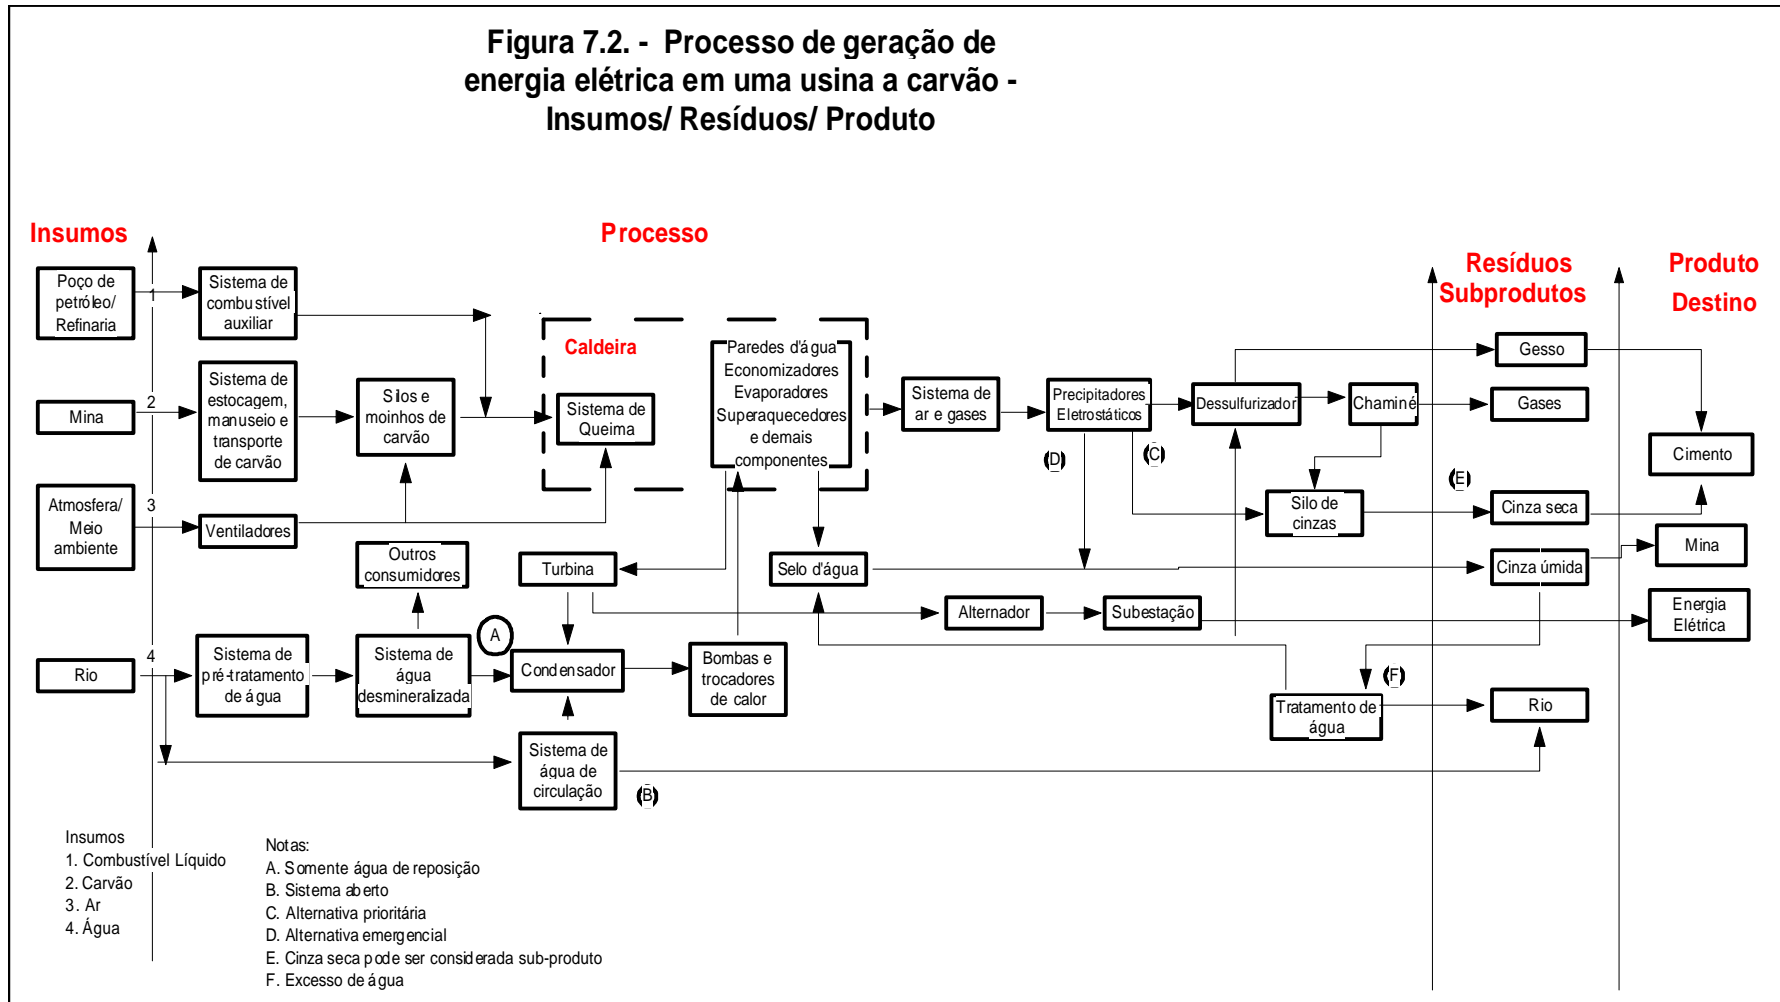 Figura 7.2. - Processo de geração de
energia elétrica em uma usina a carvão -
Insumos/ Resíduos/ Produto
Insumos
Processo
Resíduos
Subprodutos
Produto
Destino
Poço de
petróleo/
Refinaria
1
Sistema de
combustível
auxiliar
Caldeira
Paredes d'água
Economizadores
Evaporadores
Superaquecedores
e demais
componentes
Gesso
Mina
2
Sistema de
estocagem,
manuseio e
transporte
de carvão
Silos e
moinhos de
carvão
Sistema de
Queima
Sistema de
ar e gases
Precipitadores
Eletrostáticos
Dessulfurizador
Chaminé
Gases
(D)
(C)
(E)
Cimento
Atmosfera/
Meio
ambiente
3
Ventiladores
Silo de
cinzas
Cinza seca
Mina
Outros
consumidores
Turbina
Selo d'água
Cinza úmida
Alternador
Subestação
Energia
Elétrica
A
Rio
4
Sistema de
pré-tratamento
de água
Sistema de
água
desmineralizada
Condensador
Bombas e
trocadores
de calor
(F)
Tratamento de
água
Rio
Sistema de
água de
circulação
(B)
Insumos
1. Combustível Líquido
2. Carvão
3. Ar
4. Água
Notas:
A. Somente água de reposição
B. Sistema aberto
C. Alternativa prioritária
D. Alternativa emergencial
E. Cinza seca pode ser considerada sub-produto
F. Excesso de água